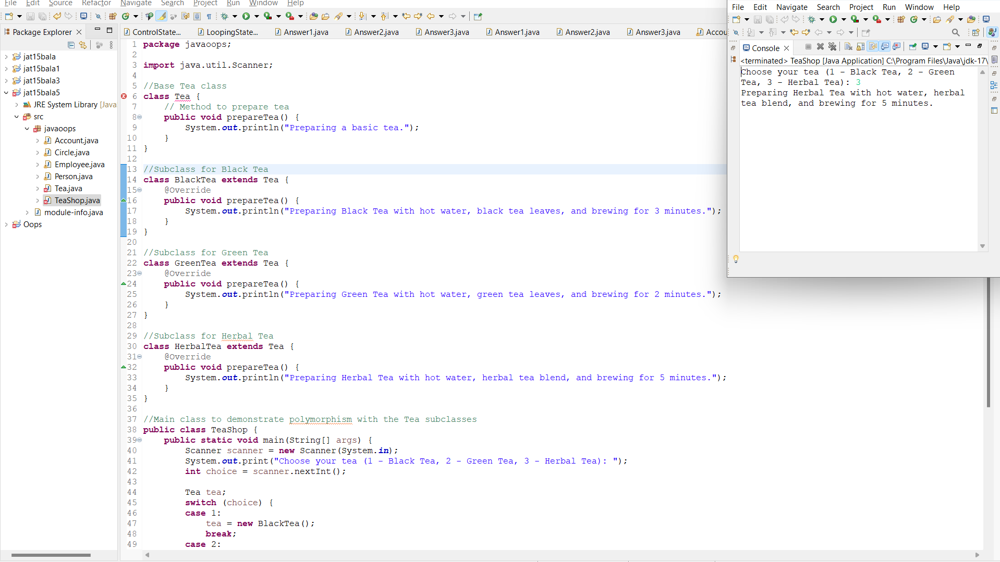 File Edit Source Refactor Navigate Search Project Run Window Help
Package Explorer
jat15bala
jat15bala1
jat15bala3
jat15bala5
JRE System Library [Java
src
javaoops
Account.java
Circle.java
Employee.java
Person.java
Tea.java
TeaShop.java
module-info.java
Oops
ControlState... LoopingState... Answer1.java Answer2.java Answer3.java Answer1.java Answer2.java Answer3.java Accou
1 package javaoops;
2
3 import java.util.Scanner;
4
5 //Base Tea class
6 class Tea {
7 // Method to prepare tea
8 public void prepareTea() {
9 System.out.println("Preparing a basic tea.");
10 }
11 }
12
13 //Subclass for Black Tea
14 class BlackTea extends Tea {
15 @Override
16 public void prepareTea() {
17 System.out.println("Preparing Black Tea with hot water, black tea leaves, and brewing for 3 minutes.");
18 }
19 }
20
21 //Subclass for Green Tea
22 class GreenTea extends Tea {
23 @Override
24 public void prepareTea() {
25 System.out.println("Preparing Green Tea with hot water, green tea leaves, and brewing for 2 minutes.");
26 }
27 }
28
29 //Subclass for Herbal Tea
30 class HerbalTea extends Tea {
31 @Override
32 public void prepareTea() {
33 System.out.println("Preparing Herbal Tea with hot water, herbal tea blend, and brewing for 5 minutes.");
34 }
35 }
36
37 //Main class to demonstrate polymorphism with the Tea subclasses
38 public class TeaShop {
39 public static void main(String[] args) {
40 Scanner scanner = new Scanner(System.in);
41 System.out.print("Choose your tea (1 - Black Tea, 2 - Green Tea, 3 - Herbal Tea): ");
42 int choice = scanner.nextInt();
43
44 Tea tea;
45 switch (choice) {
46 case 1:
47 tea = new BlackTea();
48 break;
49 case 2:
File Edit Navigate Search Project Run Window Help
Console
<terminated> TeaShop [Java Application] C:\Program Files\Java\jdk-17\
Choose your tea (1 - Black Tea, 2 - Green
Tea, 3 - Herbal Tea): 3
Preparing Herbal Tea with hot water, herbal
tea blend, and brewing for 5 minutes.